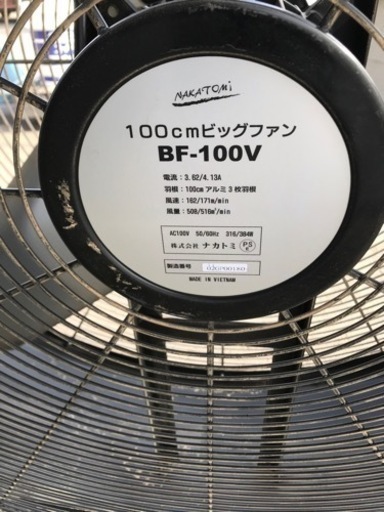 NAKATOMI
100cmビッグファン
BF-100V
電流：3.62/4.13A
羽根：100cm アルミ3枚羽根
風速：162/171m/min
風量：508/516m³/min
AC100V 50/60Hz 316/384W
株式会社 ナカトミ PSE
製造番号
MADE IN VIETNAM